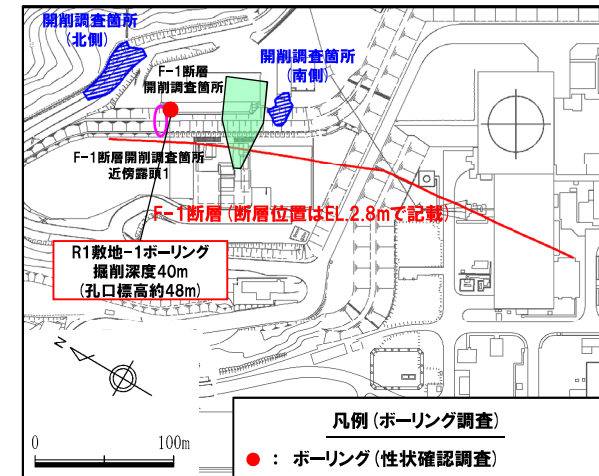 開削調査箇所
(北側)
F-1断層
開削調査箇所
開削調査箇所
(南側)
F-1断層開削調査箇所
近傍露頭1
F-1断層(断層位置はEL.2.8mで記載)
R1敷地-1ボーリング
掘削深度40m
(孔口標高約48m)
N
0 100m
凡例(ボーリング調査)
● : ボーリング(性状確認調査)